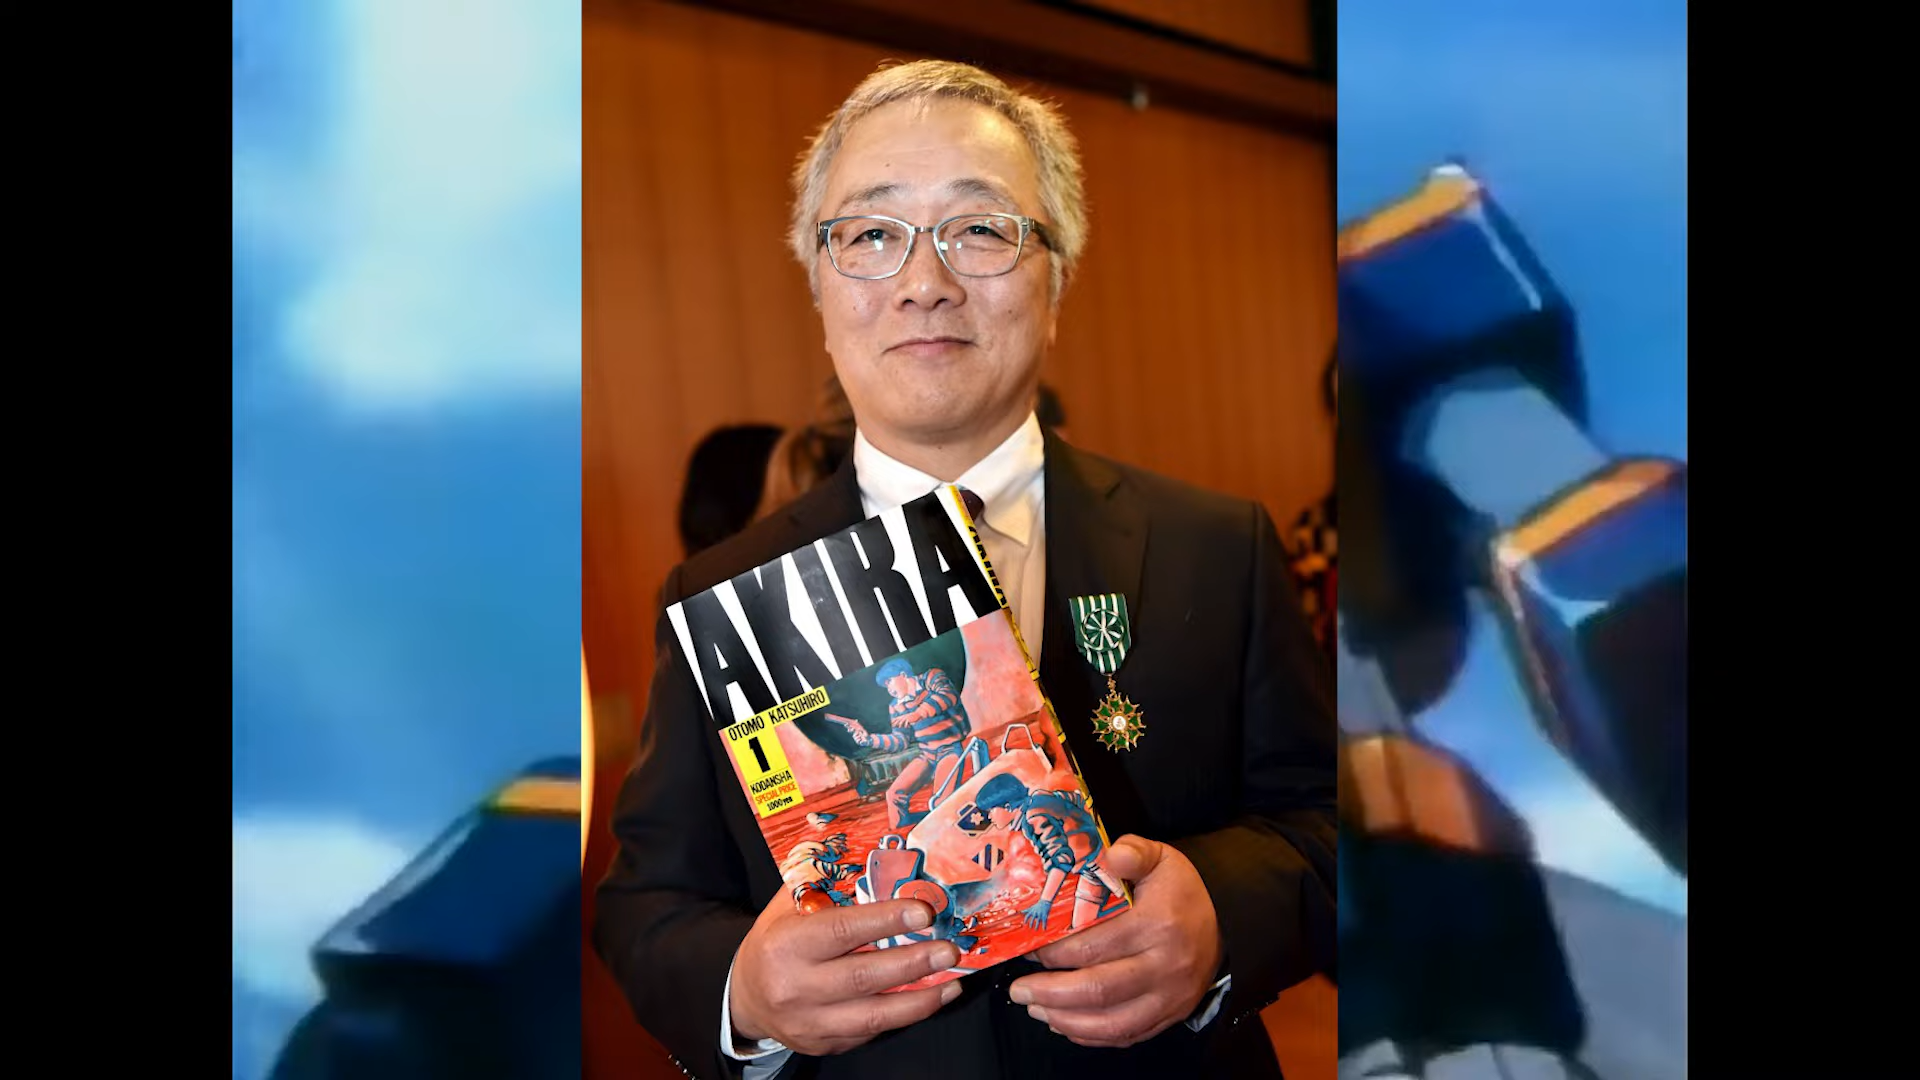 AKIRA
OTOMO KATSUHIRO
1
KODANSHA
SPECIAL PRICE
1000yen